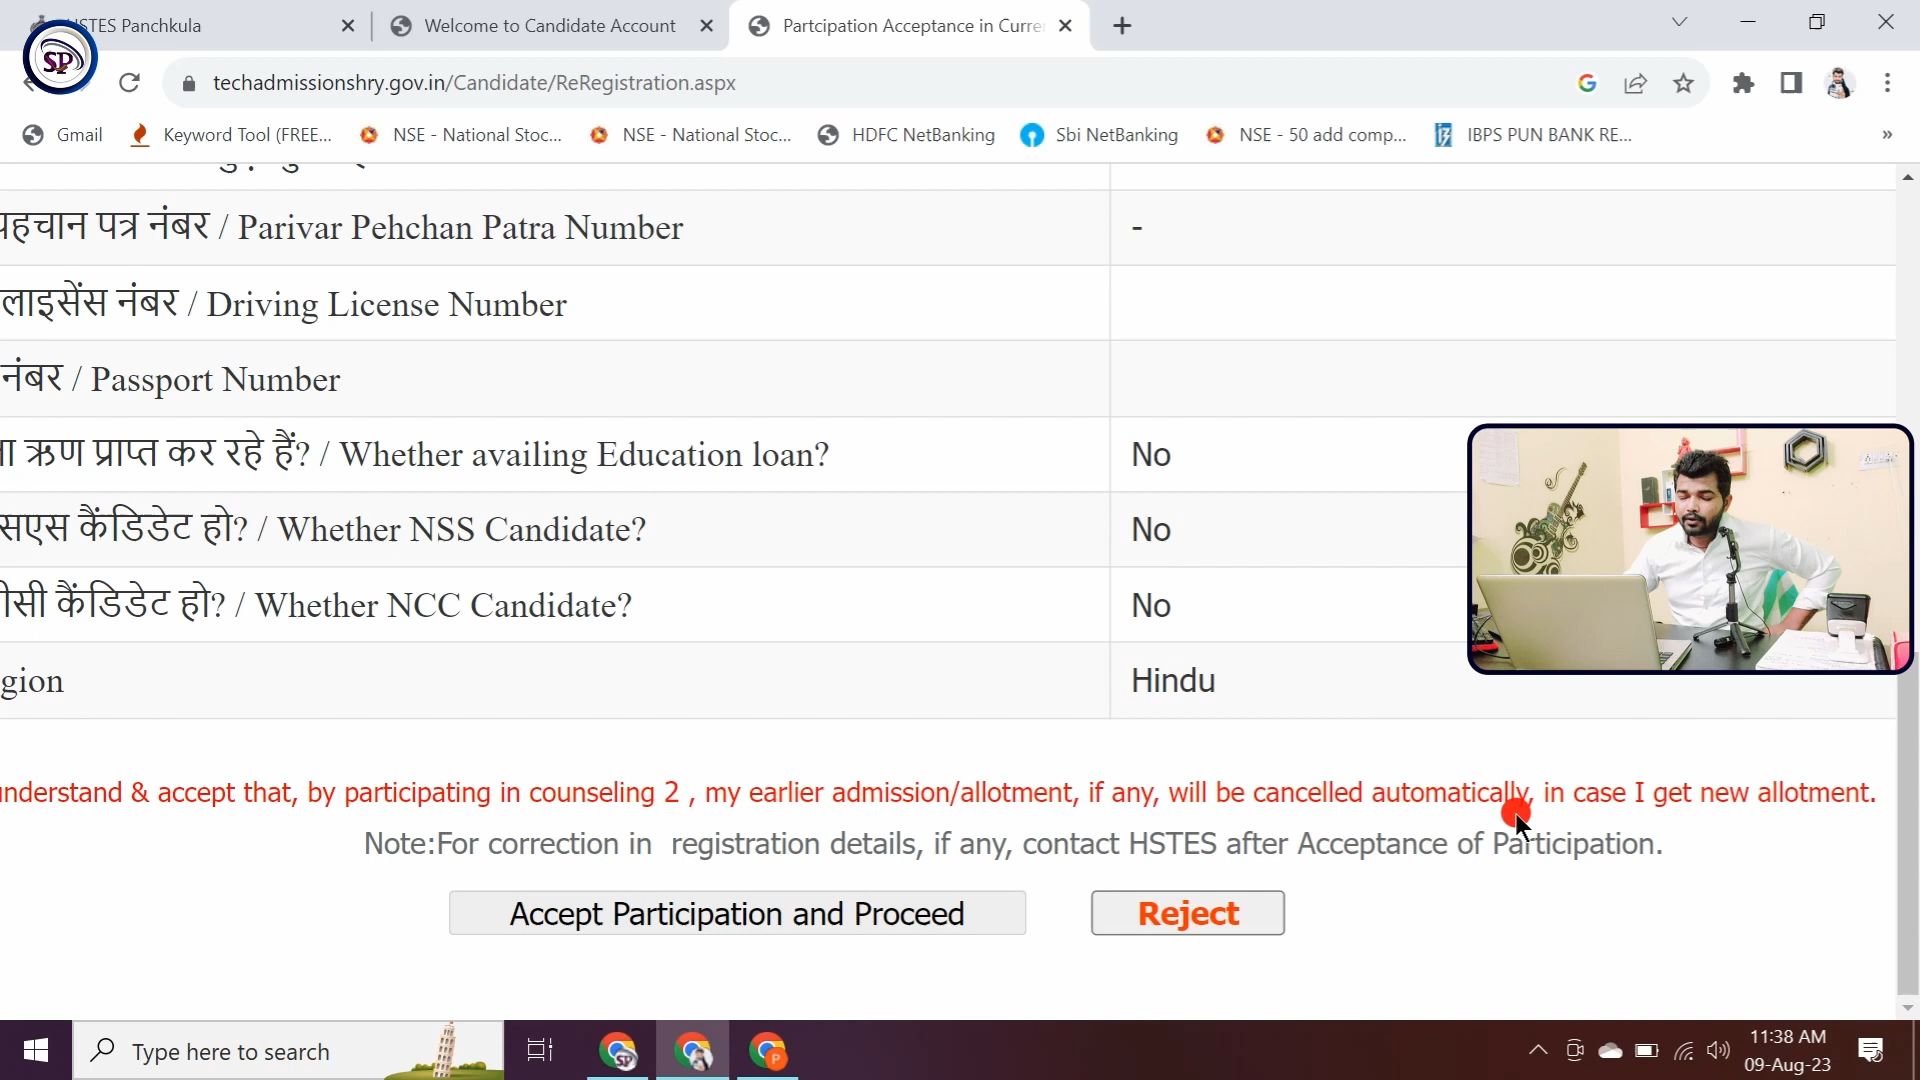 HSTES Panchkula
Welcome to Candidate Account
Partcipation Acceptance in Curre
SP
techadmissionshry.gov.in/Candidate/ReRegistration.aspx
Gmail
Keyword Tool (FREE...
NSE - National Stoc...
NSE - National Stoc...
HDFC NetBanking
Sbi NetBanking
NSE - 50 add comp...
IBPS PUN BANK RE...
»
पहचान पत्र नंबर / Parivar Pehchan Patra Number
-
लाइसेंस नंबर / Driving License Number
नंबर / Passport Number
ा ऋण प्राप्त कर रहे हैं? / Whether availing Education loan?
No
सएस कैंडिडेट हो? / Whether NSS Candidate?
No
ीसी कैंडिडेट हो? / Whether NCC Candidate?
No
gion
Hindu
understand & accept that, by participating in counseling 2 , my earlier admission/allotment, if any, will be cancelled automatically, in case I get new allotment.
Note:For correction in registration details, if any, contact HSTES after Acceptance of Participation.
Accept Participation and Proceed
Reject
Type here to search
11:38 AM
09-Aug-23